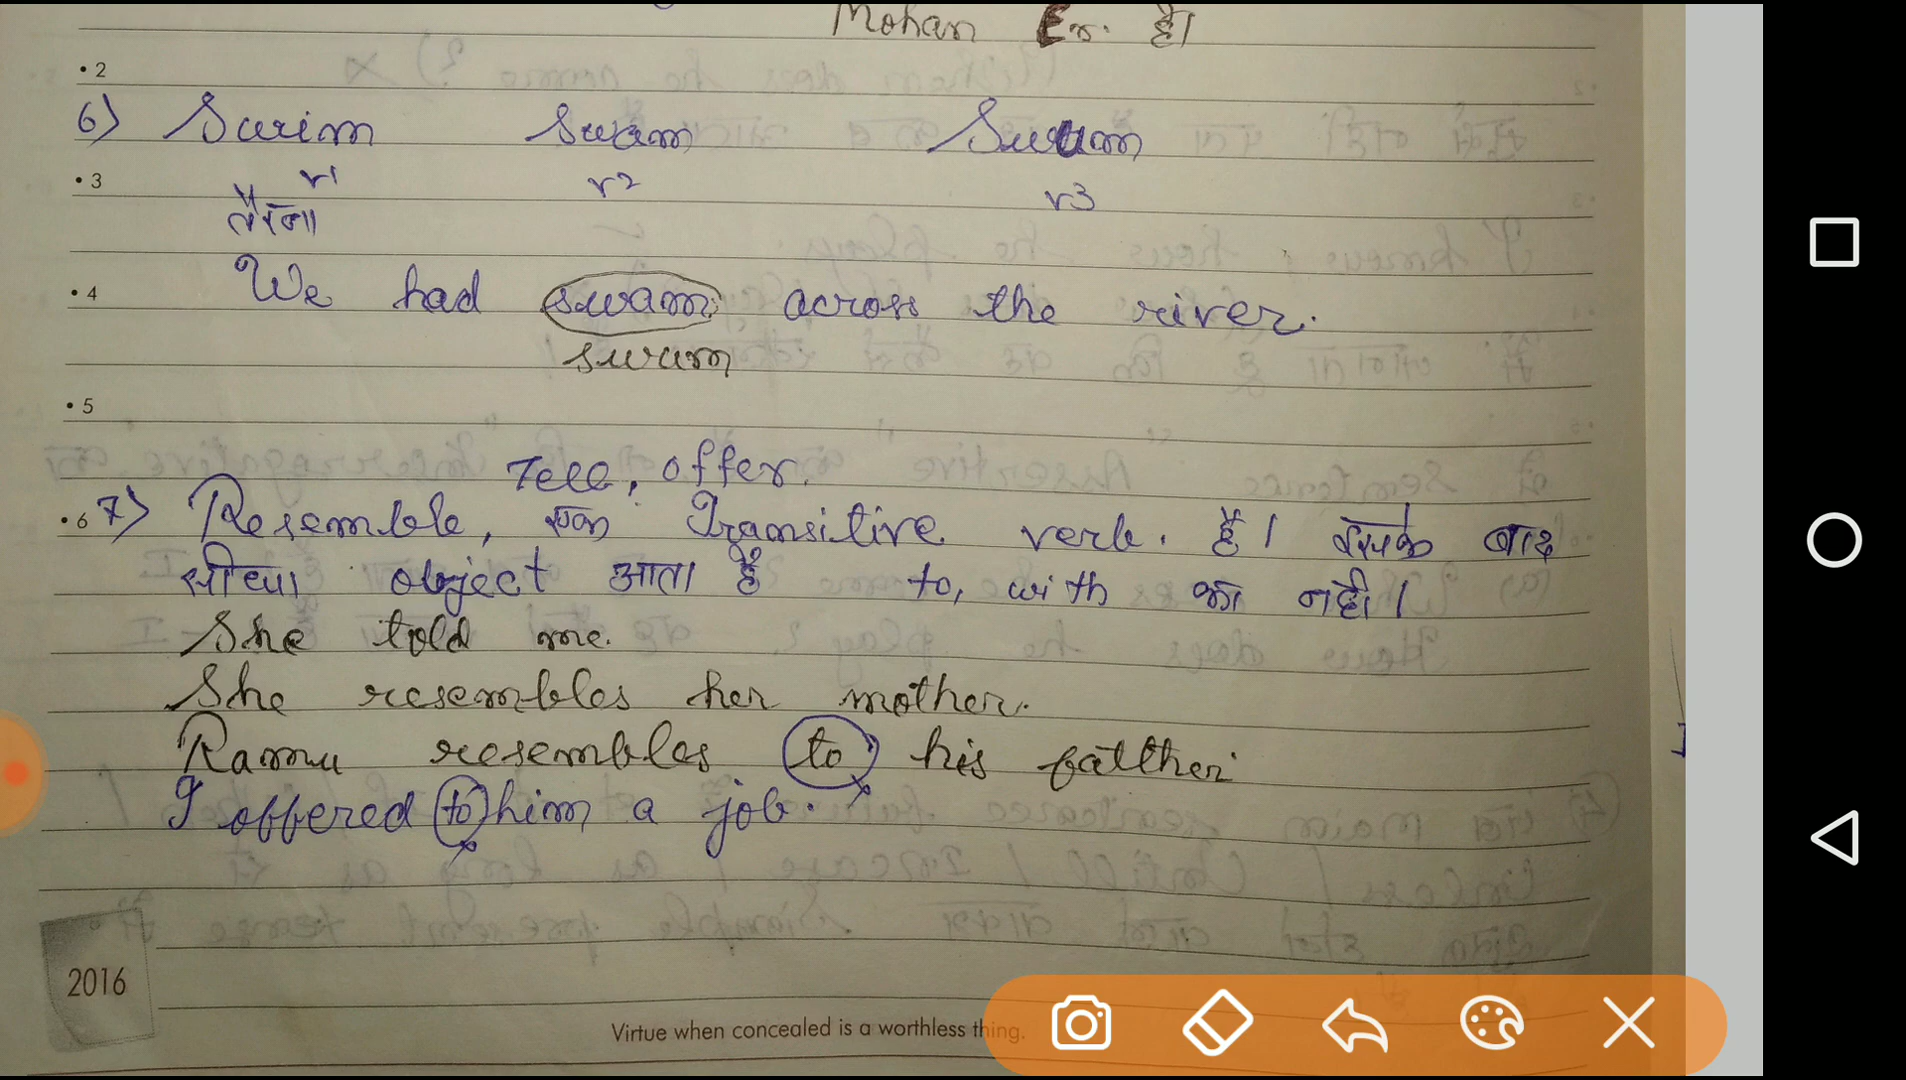 Mohan Er. है।
• 2
6) Swim Swam Swum
• 3 v1 v2 v3
तैरना
• 4 We had swam across the river.
swum
• 5
Tell, offer.
• 6 7) Resemble, एक Transitive verb. है। इसके बाद
सीधा object आता है to, with का नहीं।
She told me.
She resembles her mother.
Ramu resembles to his fatther.
I offered to him a job.
2016
Virtue when concealed is a worthless thing.